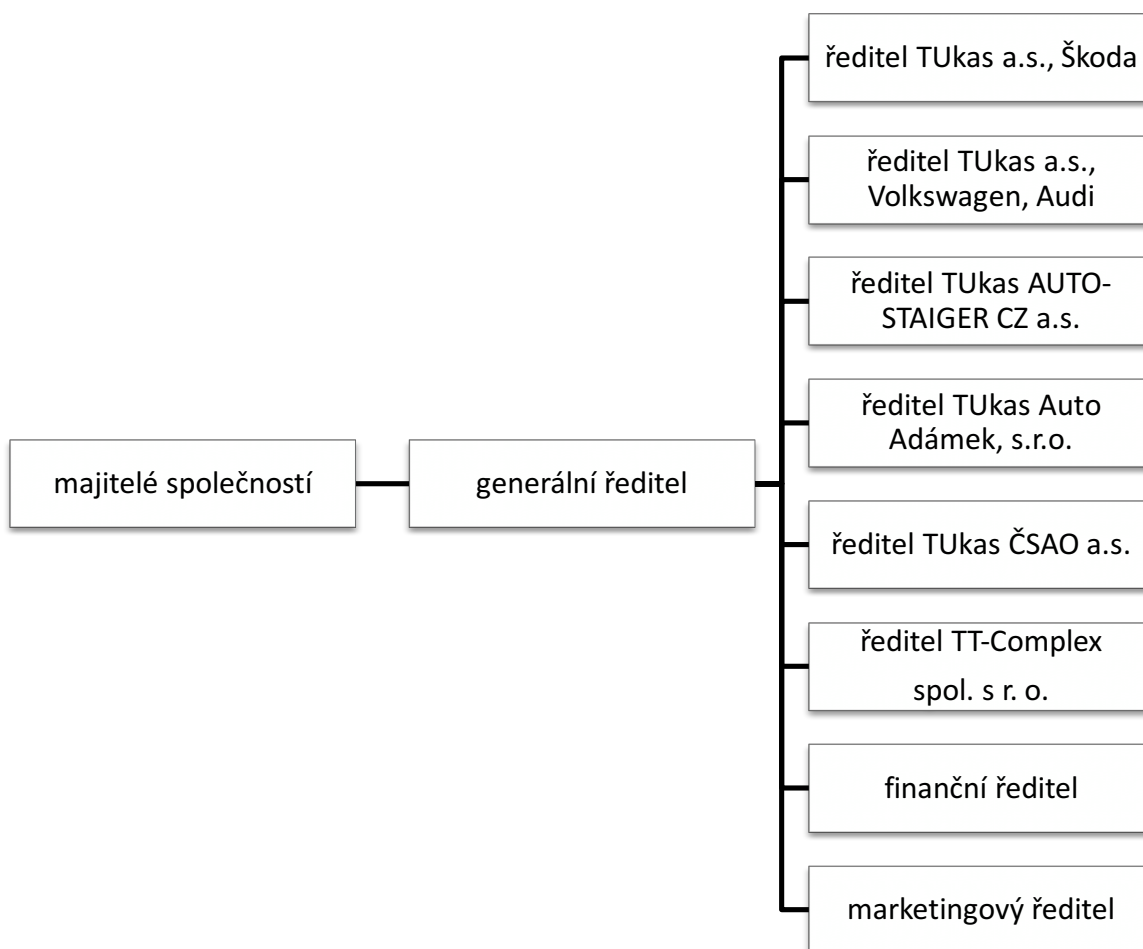 majitelé společností
generální ředitel
ředitel TUkas a.s., Škoda
ředitel TUkas a.s.,
Volkswagen, Audi
ředitel TUkas AUTO-
STAIGER CZ a.s.
ředitel TUkas Auto
Adámek, s.r.o.
ředitel TUkas ČSAO a.s.
ředitel TT-Complex
spol. s r. o.
finanční ředitel
marketingový ředitel